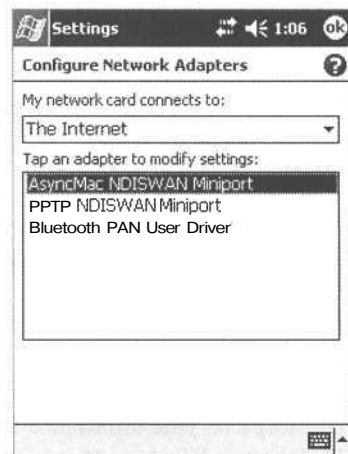 Settings 1:06 ok
Configure Network Adapters ?
My network card connects to:
The Internet
Tap an adapter to modify settings:
AsyncMac NDISWAN Miniport
PPTP NDISWAN Miniport
Bluetooth PAN User Driver